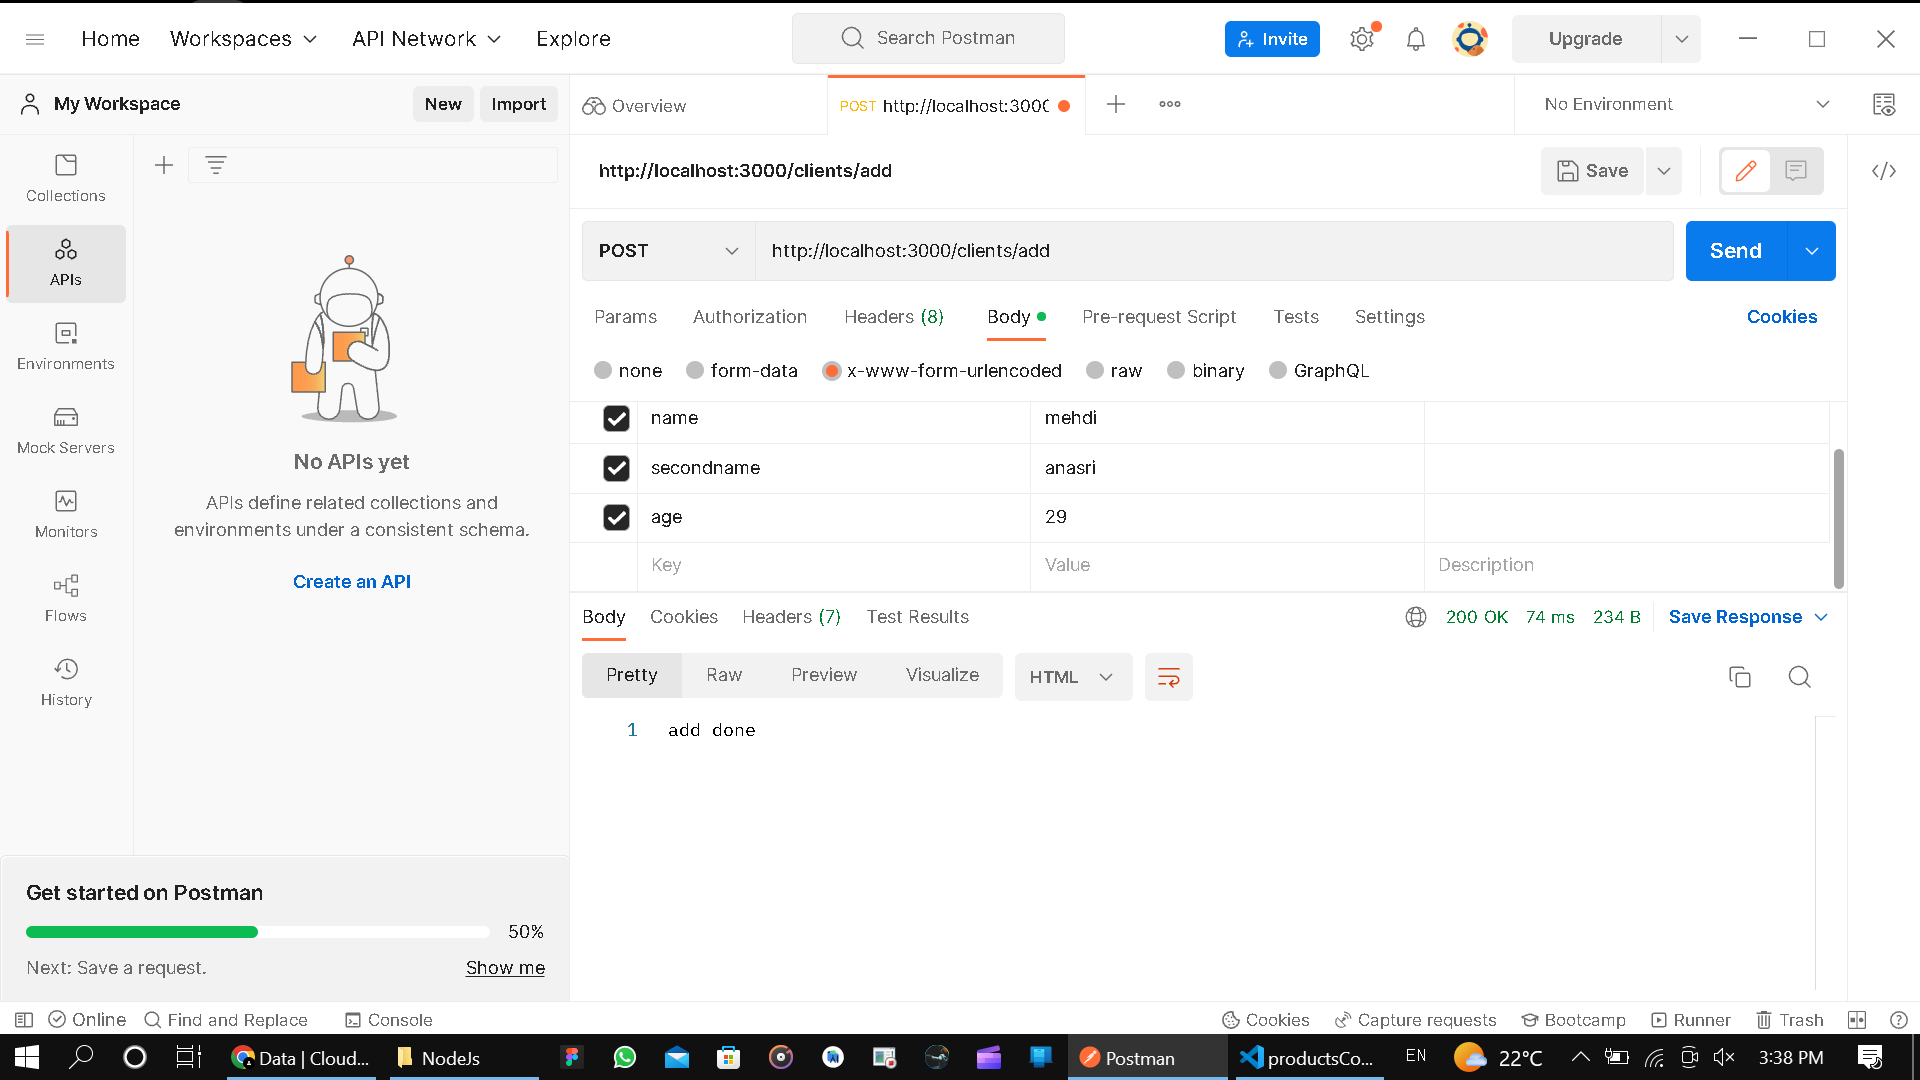 Home Workspaces API Network Explore Search Postman Invite Upgrade
My Workspace New Import Overview POST http://localhost:300 No Environment
Collections
APIs
Environments
Mock Servers
Monitors
Flows
History
No APIs yet
APIs define related collections and
environments under a consistent schema.
Create an API
Get started on Postman
50%
Next: Save a request. Show me
http://localhost:3000/clients/add Save
POST http://localhost:3000/clients/add Send
Params Authorization Headers (8) Body Pre-request Script Tests Settings Cookies
none form-data x-www-form-urlencoded raw binary GraphQL
name mehdi
secondname anasri
age 29
Key Value Description
Body Cookies Headers (7) Test Results 200 OK 74 ms 234 B Save Response
Pretty Raw Preview Visualize HTML
1 add done
Online Find and Replace Console Cookies Capture requests Bootcamp Runner Trash
Data | Cloud... NodeJs Postman productsCo... EN 22°C 3:38 PM